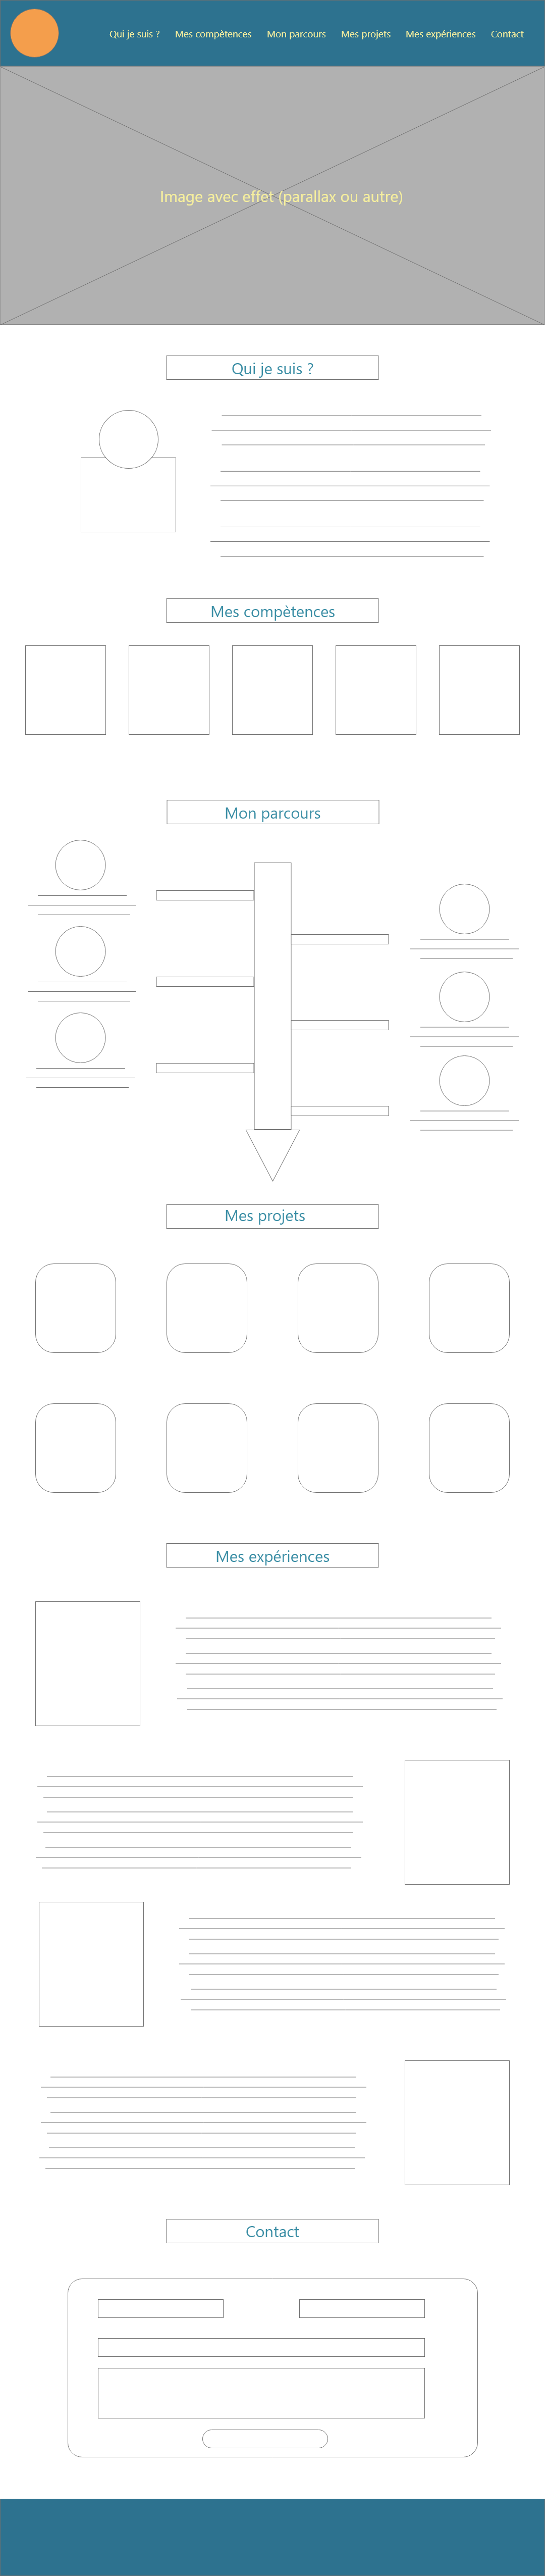 Qui je suis ? Mes compétences Mon parcours Mes projets Mes expériences Contact
Image avec effet (parallax ou autre)
Qui je suis ?
Mes compètences
Mon parcours
Mes projets
Mes expériences
Contact